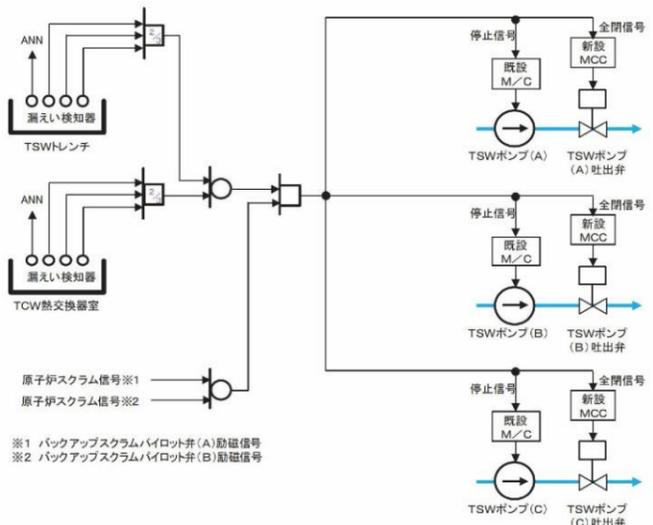 ANN
漏えい検知器
TSWトレンチ
2/3
ANN
漏えい検知器
TCW熱交換器室
2/3
原子炉スクラム信号※1
原子炉スクラム信号※2
※1 バックアップスクラムパイロット弁(A)励磁信号
※2 バックアップスクラムパイロット弁(B)励磁信号
停止信号
全閉信号
既設
M/C
新設
MCC
TSWポンプ(A)
TSWポンプ
(A)吐出弁
停止信号
全閉信号
既設
M/C
新設
MCC
TSWポンプ(B)
TSWポンプ
(B)吐出弁
停止信号
全閉信号
既設
M/C
新設
MCC
TSWポンプ(C)
TSWポンプ
(C)吐出弁